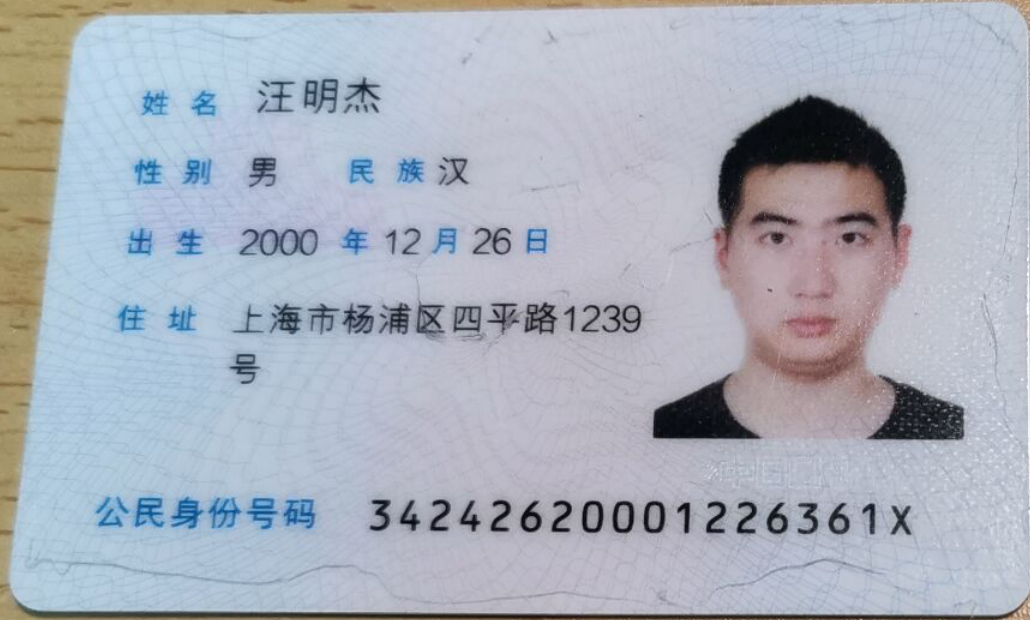 姓名 汪明杰
性别 男 民族 汉
出生 2000 年 12 月 26 日
住址 上海市杨浦区四平路1239
号
公民身份号码 34242620001226361X